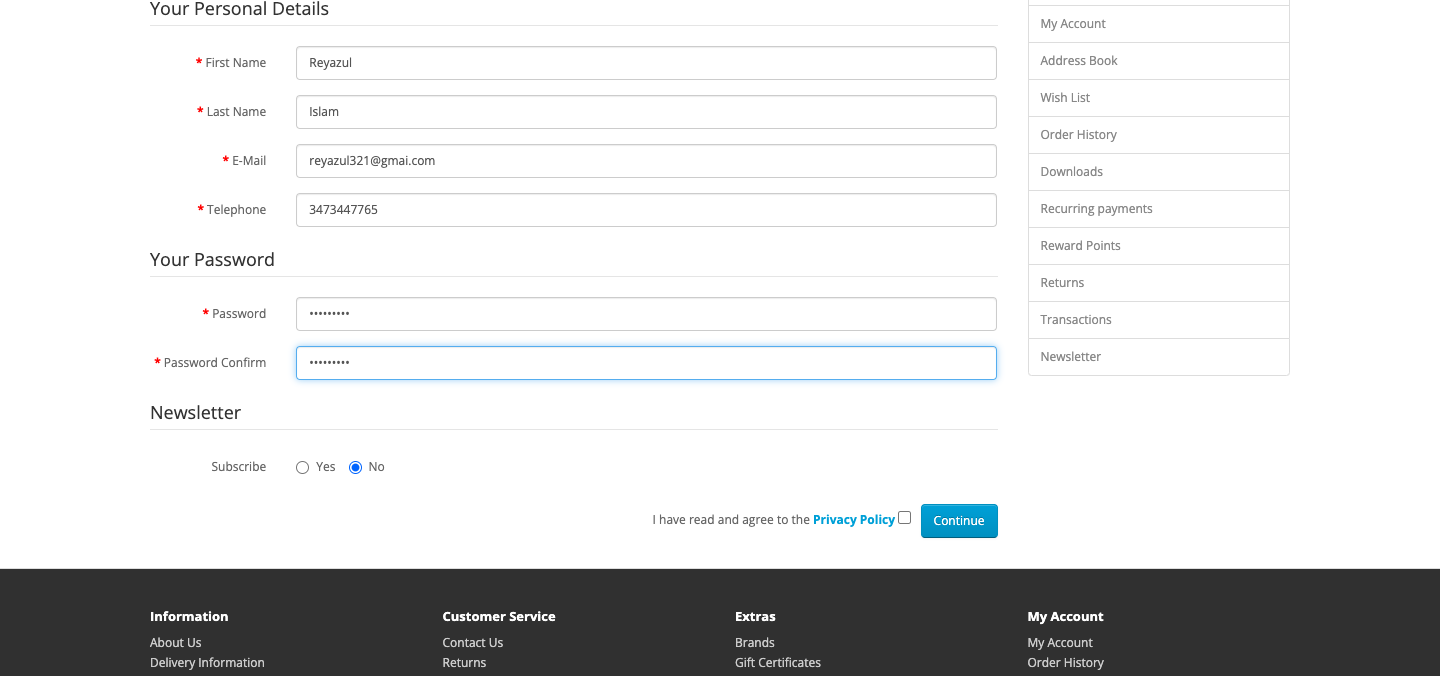 Your Personal Details
* First Name Reyazul
* Last Name Islam
* E-Mail reyazul321@gmai.com
* Telephone 3473447765
Your Password
* Password •••••••••
* Password Confirm •••••••••
Newsletter
Subscribe Yes No
I have read and agree to the Privacy Policy Continue
My Account
Address Book
Wish List
Order History
Downloads
Recurring payments
Reward Points
Returns
Transactions
Newsletter
Information
About Us
Delivery Information
Customer Service
Contact Us
Returns
Extras
Brands
Gift Certificates
My Account
My Account
Order History